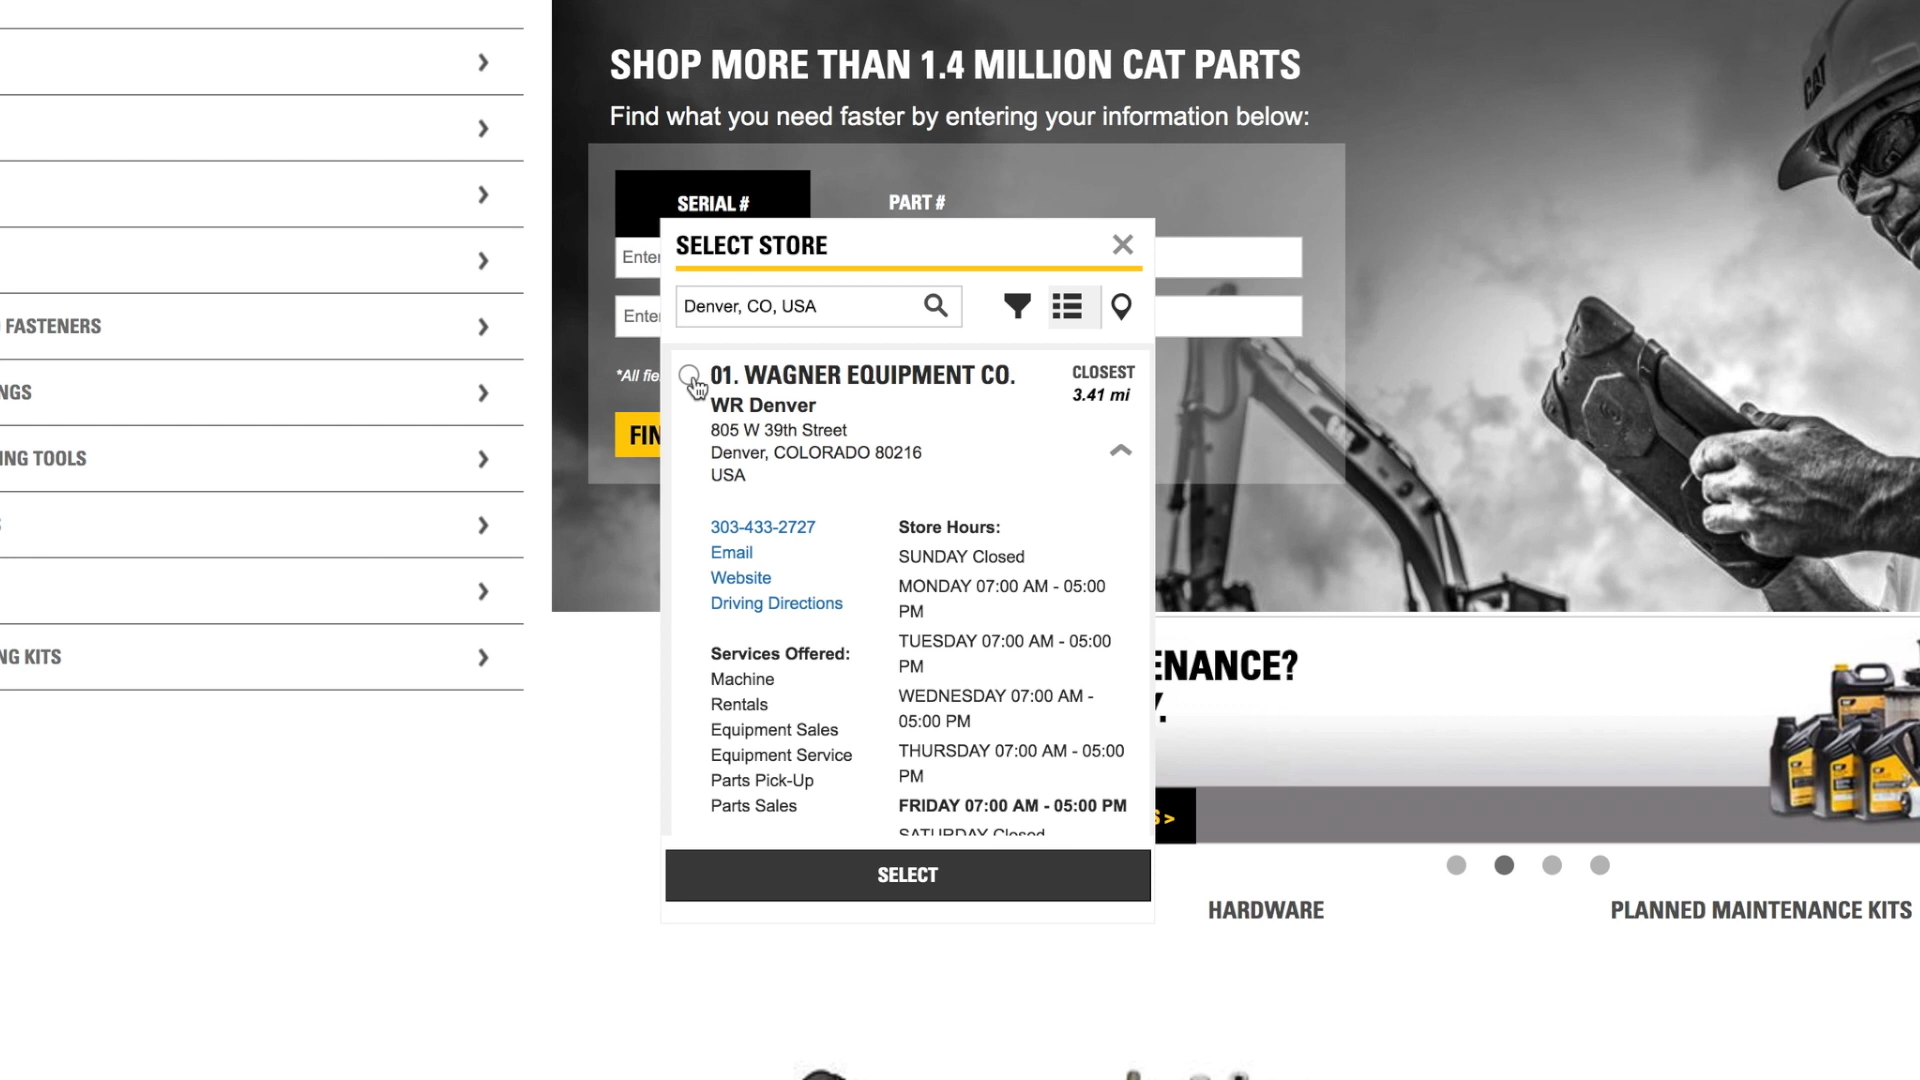 SHOP MORE THAN 1.4 MILLION CAT PARTS
Find what you need faster by entering your information below:
SERIAL #
PART #
SELECT STORE
Enter
Denver, CO, USA
FASTENERS
*All fie
01. WAGNER EQUIPMENT CO.
CLOSEST
3.41 mi
NGS
WR Denver
805 W 39th Street
FIN
Denver, COLORADO 80216
USA
ING TOOLS
303-433-2727
Email
Website
Driving Directions
Store Hours:
SUNDAY Closed
MONDAY 07:00 AM - 05:00
PM
TUESDAY 07:00 AM - 05:00
PM
WEDNESDAY 07:00 AM -
05:00 PM
THURSDAY 07:00 AM - 05:00
PM
FRIDAY 07:00 AM - 05:00 PM
SATURDAY Closed
Services Offered:
Machine
Rentals
Equipment Sales
Equipment Service
Parts Pick-Up
Parts Sales
NG KITS
ENANCE?
Y.
S >
SELECT
HARDWARE
PLANNED MAINTENANCE KITS
CAT